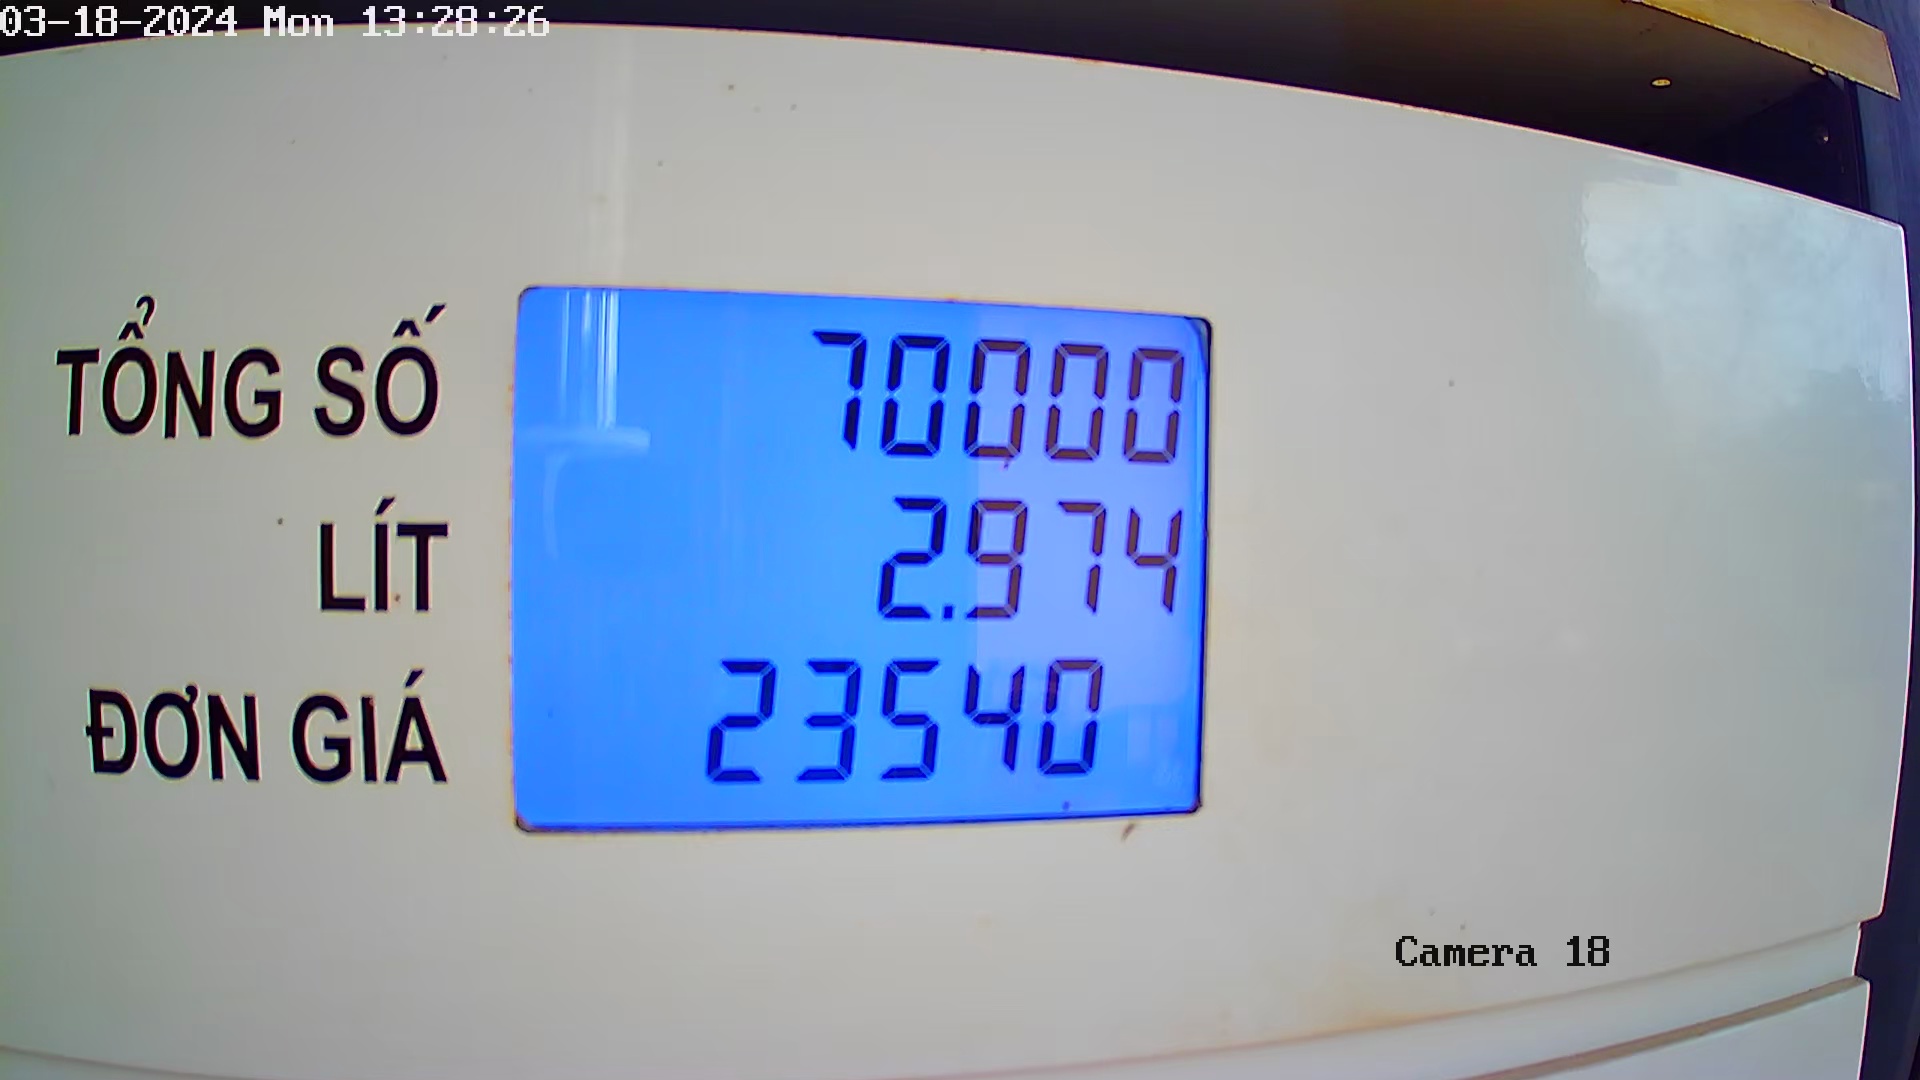 03-18-2024 Mon 13:28:26
TỔNG SỐ 70000
LÍT 2.974
ĐƠN GIÁ 23540
Camera 18